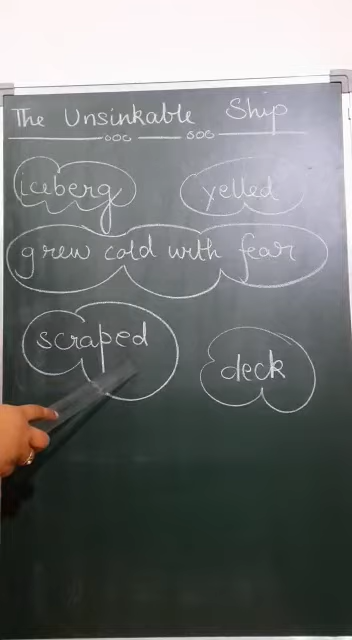 The Unsinkable Ship
iceberg yelled
grew cold with fear
scraped
deck